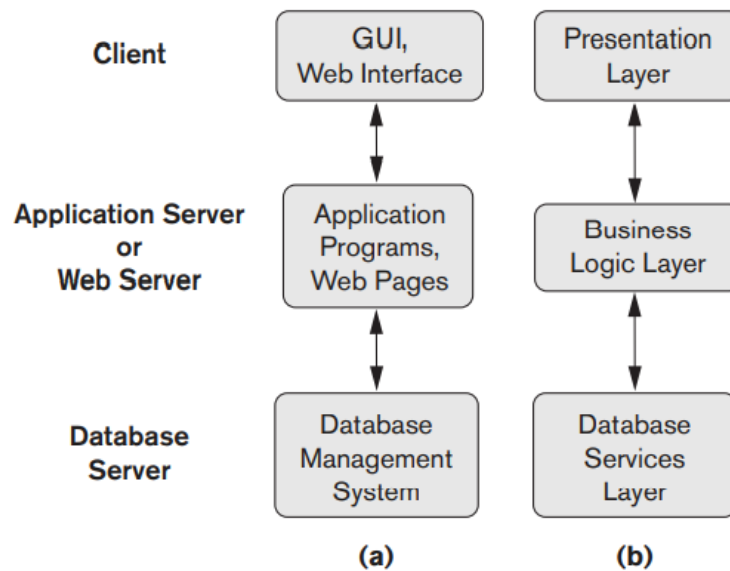 Client
GUI,
Web Interface
Presentation
Layer
Application Server
or
Web Server
Application
Programs,
Web Pages
Business
Logic Layer
Database
Server
Database
Management
System
Database
Services
Layer
(a)
(b)